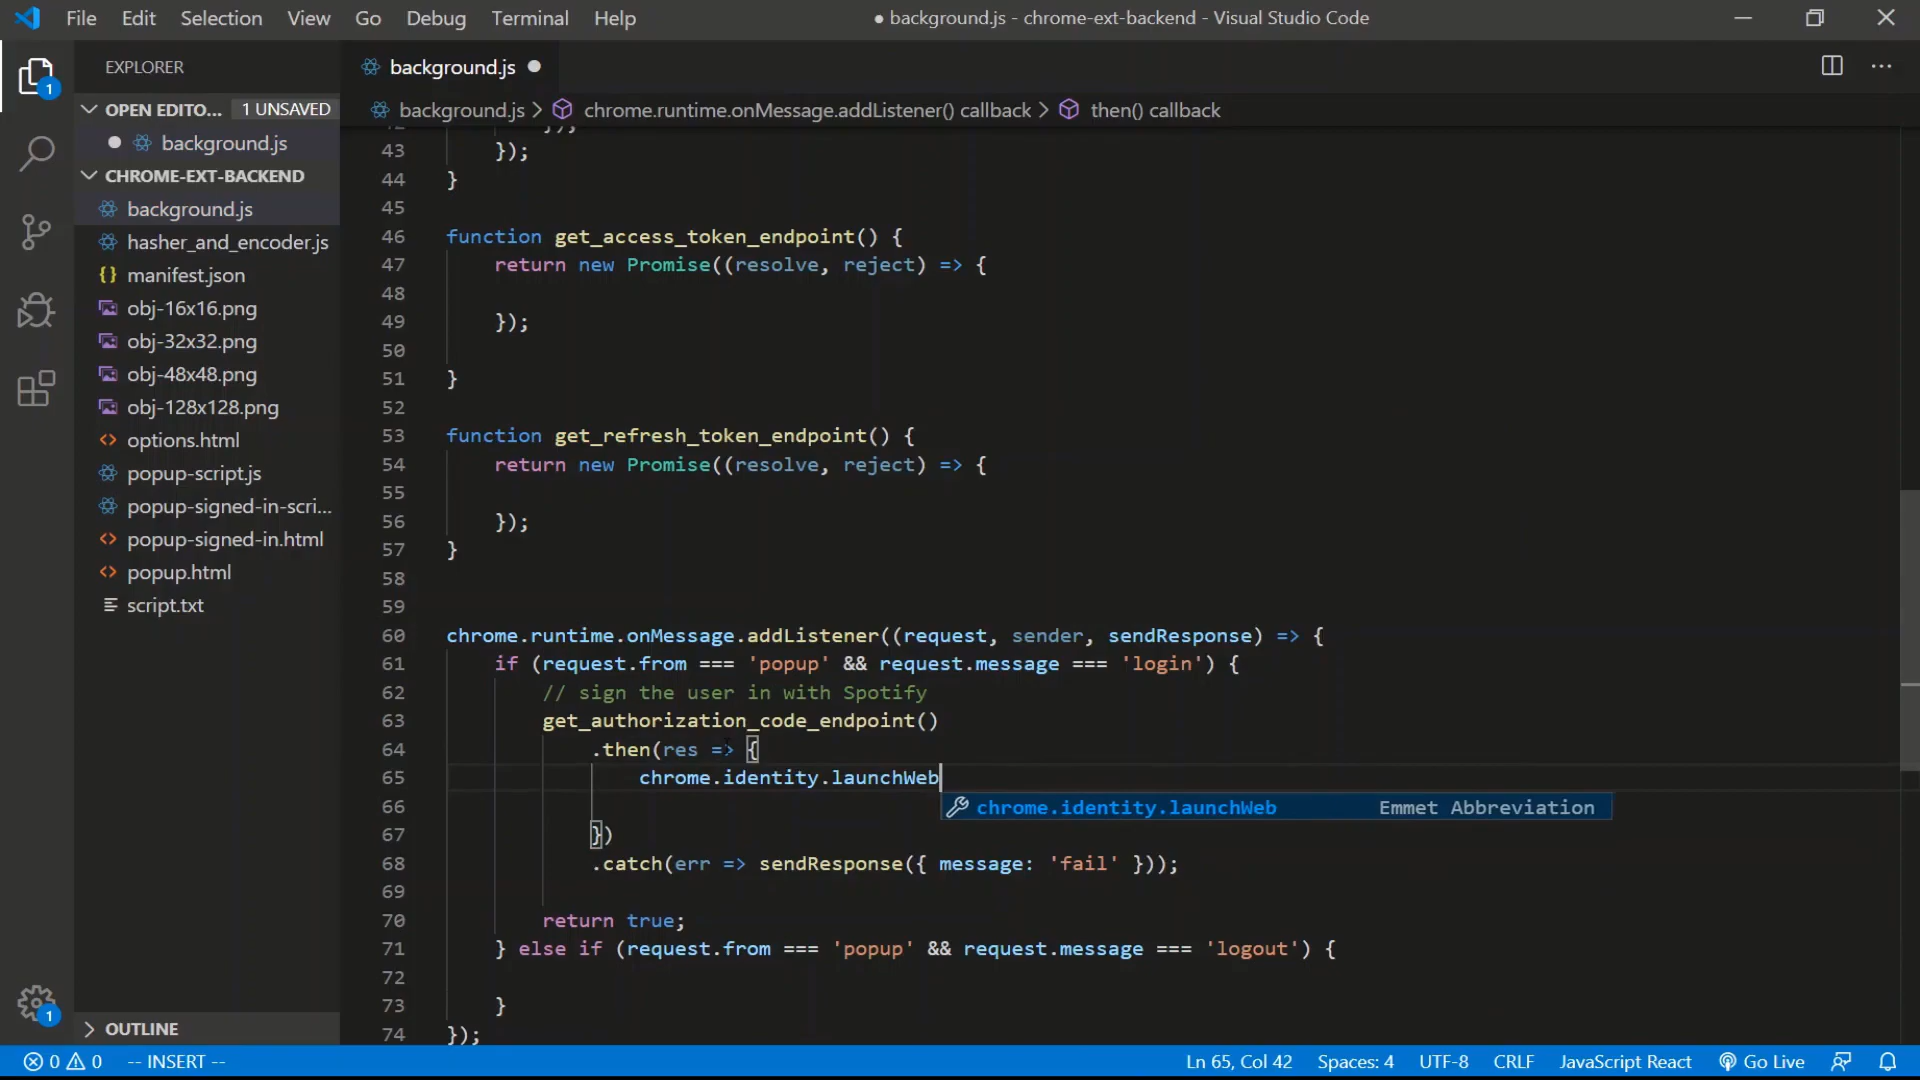 File Edit Selection View Go Debug Terminal Help ● background.js - chrome-ext-backend - Visual Studio Code
EXPLORER
background.js
OPEN EDITO... 1 UNSAVED
background.js > chrome.runtime.onMessage.addListener() callback > then() callback
background.js
CHROME-EXT-BACKEND
background.js
hasher_and_encoder.js
manifest.json
obj-16x16.png
obj-32x32.png
obj-48x48.png
obj-128x128.png
options.html
popup-script.js
popup-signed-in-scri...
popup-signed-in.html
popup.html
script.txt
OUTLINE
1
1
43 });
44 }
45
46 function get_access_token_endpoint() {
47 return new Promise((resolve, reject) => {
48
49 });
50
51 }
52
53 function get_refresh_token_endpoint() {
54 return new Promise((resolve, reject) => {
55
56 });
57 }
58
59
60 chrome.runtime.onMessage.addListener((request, sender, sendResponse) => {
61 if (request.from === 'popup' && request.message === 'login') {
62 // sign the user in with Spotify
63 get_authorization_code_endpoint()
64 .then(res => {
65 chrome.identity.launchWeb
chrome.identity.launchWeb Emmet Abbreviation
66
67 })
68 .catch(err => sendResponse({ message: 'fail' }));
69
70 return true;
71 } else if (request.from === 'popup' && request.message === 'logout') {
72
73 }
74 });
0 0 -- INSERT -- Ln 65, Col 42 Spaces: 4 UTF-8 CRLF JavaScript React Go Live